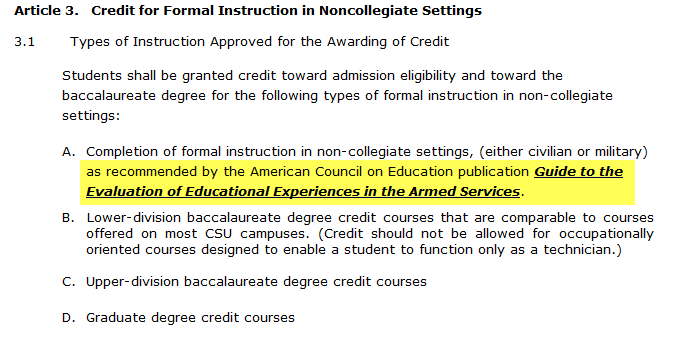 Article 3. Credit for Formal Instruction in Noncollegiate Settings
3.1 Types of Instruction Approved for the Awarding of Credit
Students shall be granted credit toward admission eligibility and toward the
baccalaureate degree for the following types of formal instruction in non-collegiate
settings:
A. Completion of formal instruction in non-collegiate settings, (either civilian or military)
as recommended by the American Council on Education publication Guide to the
Evaluation of Educational Experiences in the Armed Services.
B. Lower-division baccalaureate degree credit courses that are comparable to courses
offered on most CSU campuses. (Credit should not be allowed for occupationally
oriented courses designed to enable a student to function only as a technician.)
C. Upper-division baccalaureate degree credit courses
D. Graduate degree credit courses